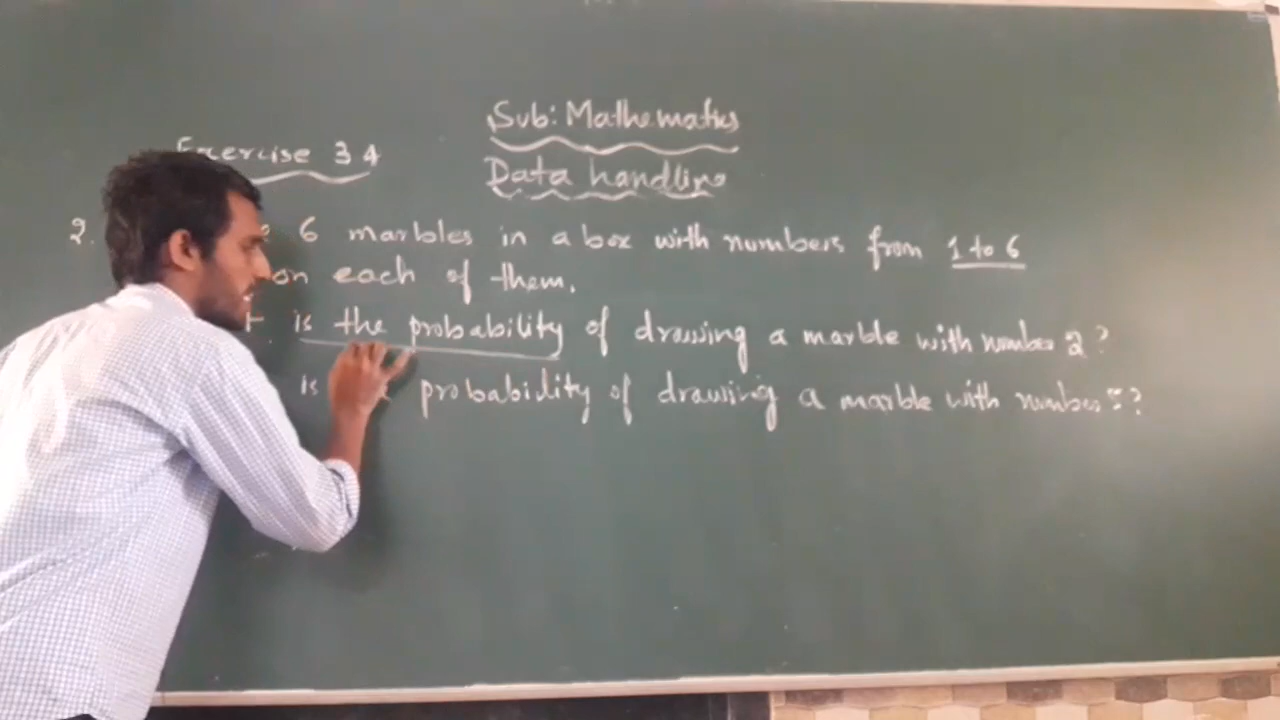 Sub: Mathematics
Exercise 3 4
Data handling
2. 6 marbles in a box with numbers from 1 to 6
on each of them.
is the probability of drawing a marble with number 2?
is probability of drawing a marble with number ?